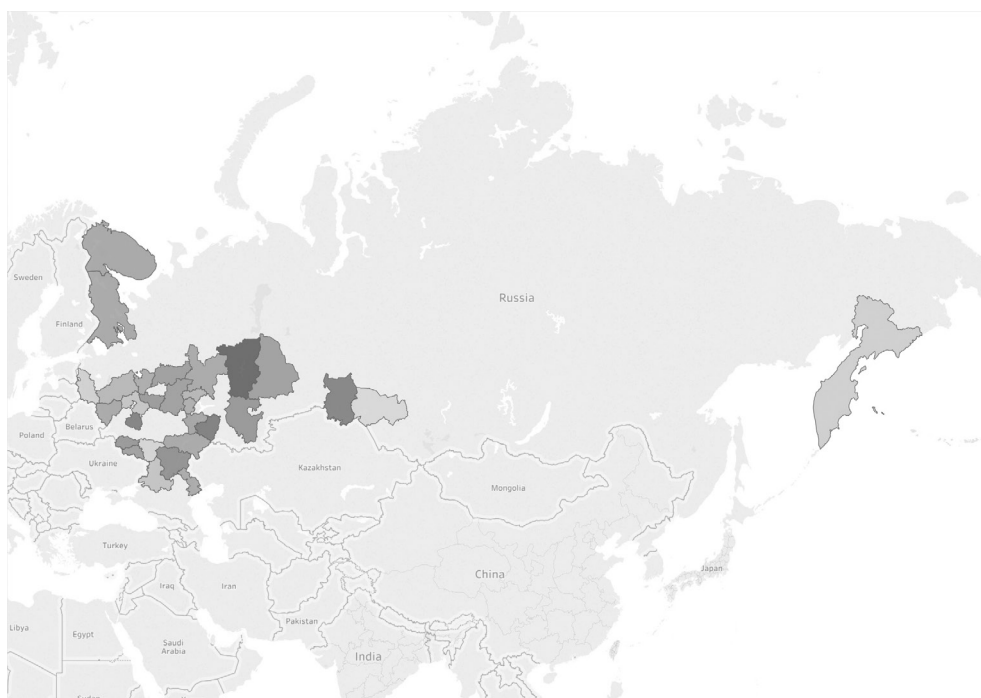 Sweden
Russia
Finland
Poland
Belarus
Ukraine
Kazakhstan
Mongolia
Turkey
Japan
China
Iraq
Iran
Pakistan
Libya
Egypt
Saudi
Arabia
India